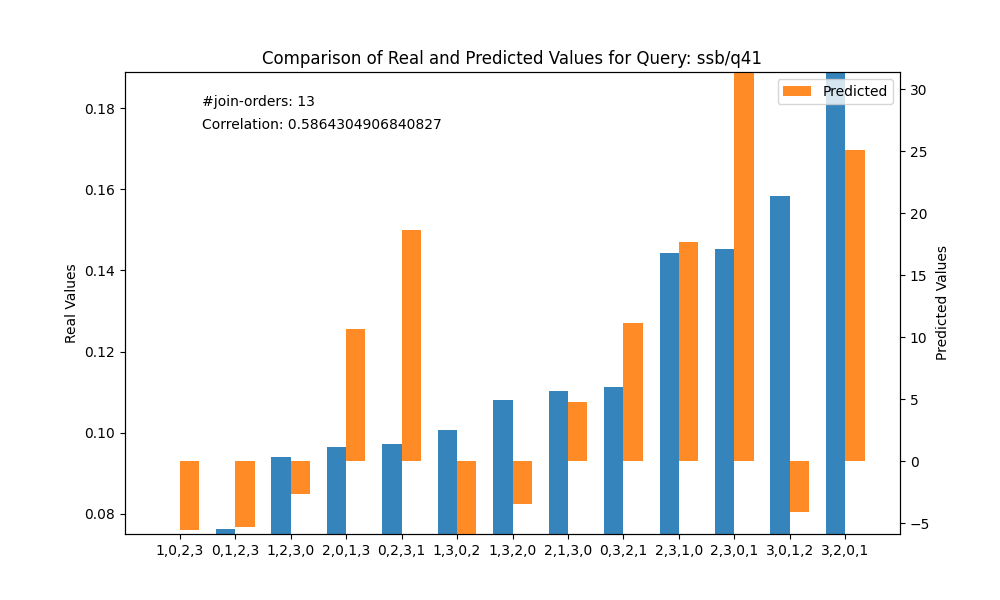 Comparison of Real and Predicted Values for Query: ssb/q41
#join-orders: 13
Correlation: 0.5864304906840827
Predicted
Real Values
0.18
0.16
0.14
0.12
0.10
0.08
30
25
20
15
10
5
0
−5
Predicted Values
1,0,2,3 0,1,2,3 1,2,3,0 2,0,1,3 0,2,3,1 1,3,0,2 1,3,2,0 2,1,3,0 0,3,2,1 2,3,1,0 2,3,0,1 3,0,1,2 3,2,0,1